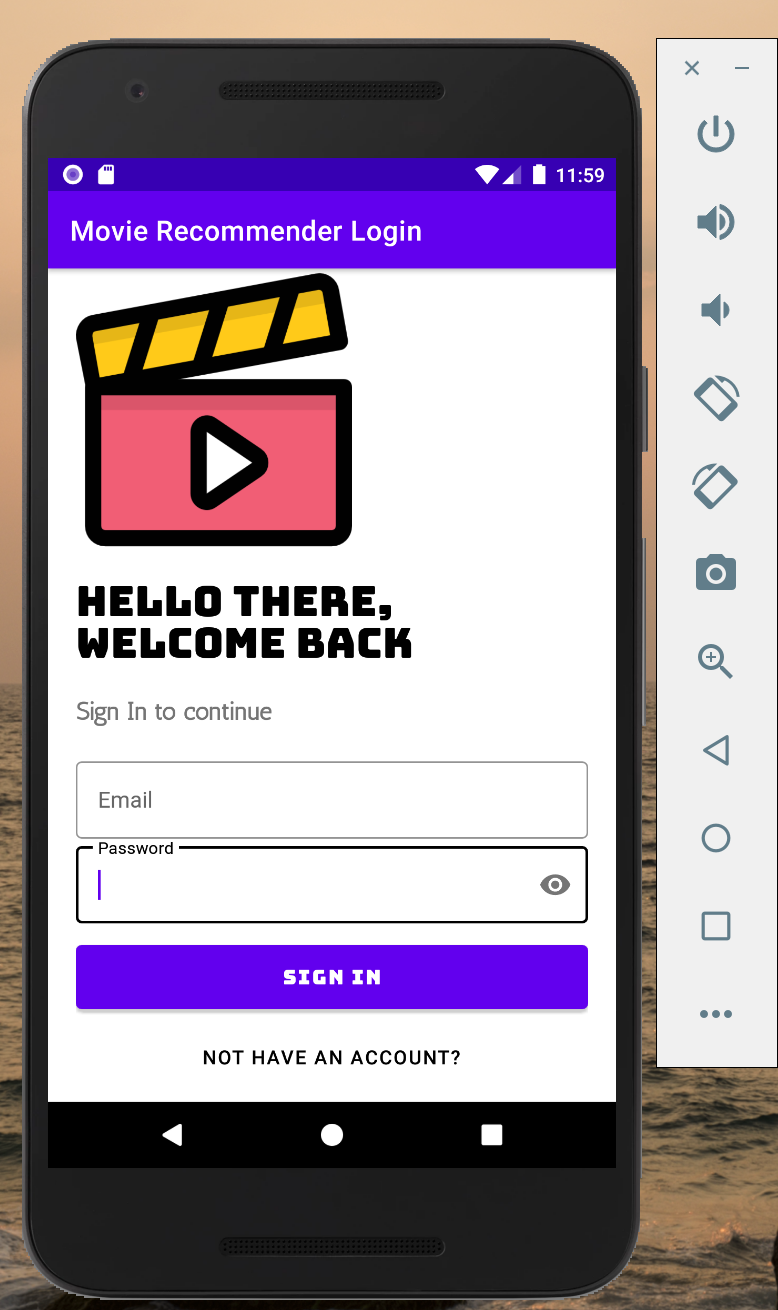 11:59
Movie Recommender Login
HELLO THERE,
WELCOME BACK
Sign In to continue
Email
Password
SIGN IN
NOT HAVE AN ACCOUNT?